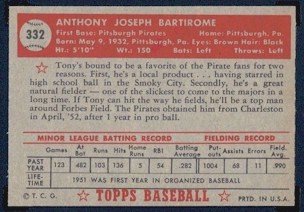 332
ANTHONY JOSEPH BARTIROME
First Base: Pittsburgh Pirates Home: Pittsburgh, Pa.
Born: May 9, 1932, Pittsburgh, Pa. Eyes: Brown Hair: Black
Ht.: 5'10" Wt.: 150 Bats: Left Throws: Left
Tony's bound to be a favorite of the Pirate fans for two
reasons. First, he's a local product . . . having starred
high school ball in the Smoky City. Secondly, he's a great
natural fielder — one of the slickest to come to the majors in a
long time. If Tony can hit the way he fields, he'll be a top man
around Forbes Field. The Pirates obtained him from Charleston
in April, '52, after 1 year in pro ball.
MINOR LEAGUE BATTING RECORD FIELDING RECORD
Games At Bat Runs Hits Home Runs RBI Batting Average Put Outs Assists Errors Field. Avg.
PAST YEAR 123 482 103 136 5 54 .282 1004 68 11 .990
LIFE-TIME 1951 WAS FIRST YEAR IN ORGANIZED BASEBALL
© T. C. G. TOPPS BASEBALL PRTD. IN U.S.A.